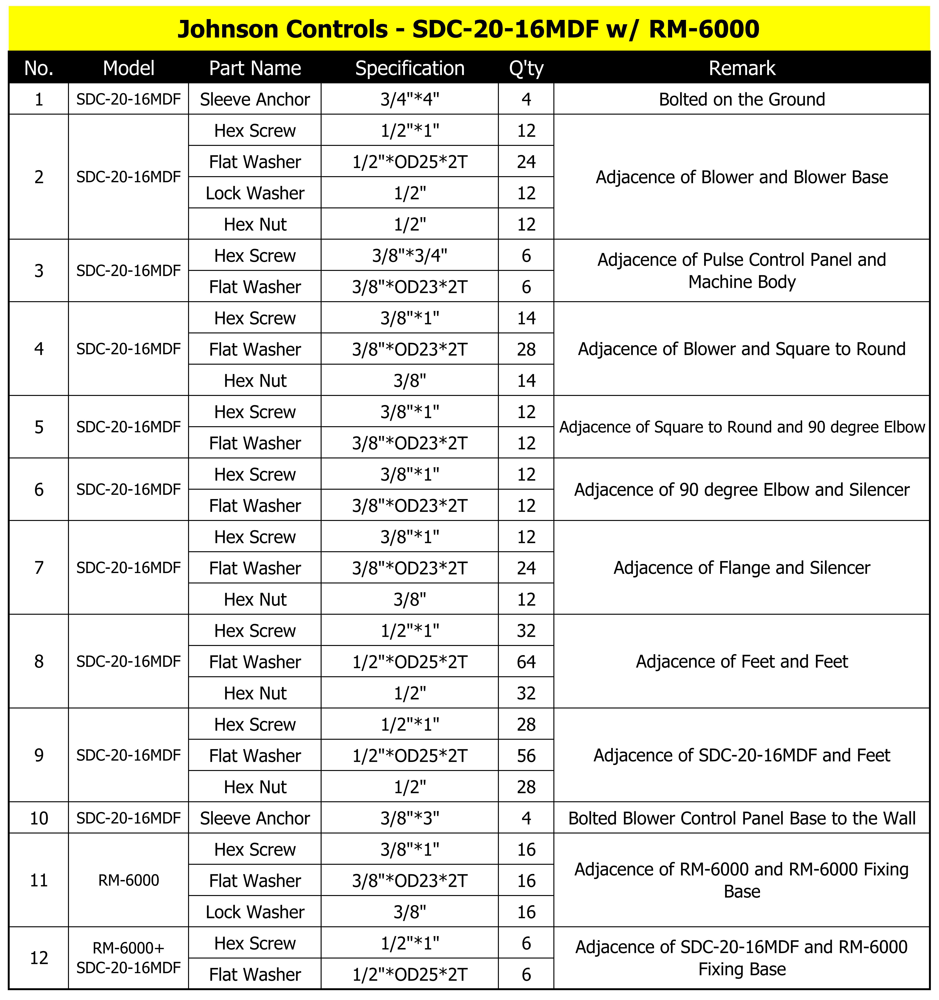 Johnson Controls - SDC-20-16MDF w/ RM-6000
No. Model Part Name Specification Q'ty Remark
1 SDC-20-16MDF Sleeve Anchor 3/4"*4" 4 Bolted on the Ground
2 SDC-20-16MDF Hex Screw 1/2"*1" 12 Adjacence of Blower and Blower Base
Flat Washer 1/2"*OD25*2T 24
Lock Washer 1/2" 12
Hex Nut 1/2" 12
3 SDC-20-16MDF Hex Screw 3/8"*3/4" 6 Adjacence of Pulse Control Panel and
Machine Body
Flat Washer 3/8"*OD23*2T 6
4 SDC-20-16MDF Hex Screw 3/8"*1" 14 Adjacence of Blower and Square to Round
Flat Washer 3/8"*OD23*2T 28
Hex Nut 3/8" 14
5 SDC-20-16MDF Hex Screw 3/8"*1" 12 Adjacence of Square to Round and 90 degree Elbow
Flat Washer 3/8"*OD23*2T 12
6 SDC-20-16MDF Hex Screw 3/8"*1" 12 Adjacence of 90 degree Elbow and Silencer
Flat Washer 3/8"*OD23*2T 12
7 SDC-20-16MDF Hex Screw 3/8"*1" 12 Adjacence of Flange and Silencer
Flat Washer 3/8"*OD23*2T 24
Hex Nut 3/8" 12
8 SDC-20-16MDF Hex Screw 1/2"*1" 32 Adjacence of Feet and Feet
Flat Washer 1/2"*OD25*2T 64
Hex Nut 1/2" 32
9 SDC-20-16MDF Hex Screw 1/2"*1" 28 Adjacence of SDC-20-16MDF and Feet
Flat Washer 1/2"*OD25*2T 56
Hex Nut 1/2" 28
10 SDC-20-16MDF Sleeve Anchor 3/8"*3" 4 Bolted Blower Control Panel Base to the Wall
11 RM-6000 Hex Screw 3/8"*1" 16 Adjacence of RM-6000 and RM-6000 Fixing
Base
Flat Washer 3/8"*OD23*2T 16
Lock Washer 3/8" 16
12 RM-6000+
SDC-20-16MDF Hex Screw 1/2"*1" 6 Adjacence of SDC-20-16MDF and RM-6000
Fixing Base
Flat Washer 1/2"*OD25*2T 6